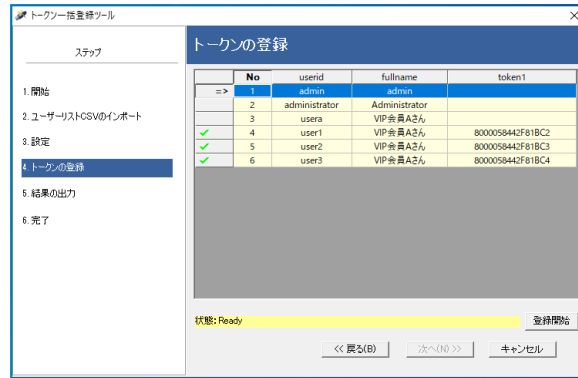 トークン一括登録ツール
ステップ
1. 開始
2. ユーザーリストCSVのインポート
3. 設定
4. トークンの登録
5. 結果の出力
6. 完了
トークンの登録
No userid fullname token1
=> 1 admin admin
2 administrator Administrator
3 usera VIP会員Aさん
4 user1 VIP会員Aさん 8000058442F81BC2
5 user2 VIP会員Aさん 8000058442F81BC3
6 user3 VIP会員Aさん 8000058442F81BC4
状態: Ready
登録開始
<< 戻る(B) 次へ(N) >> キャンセル